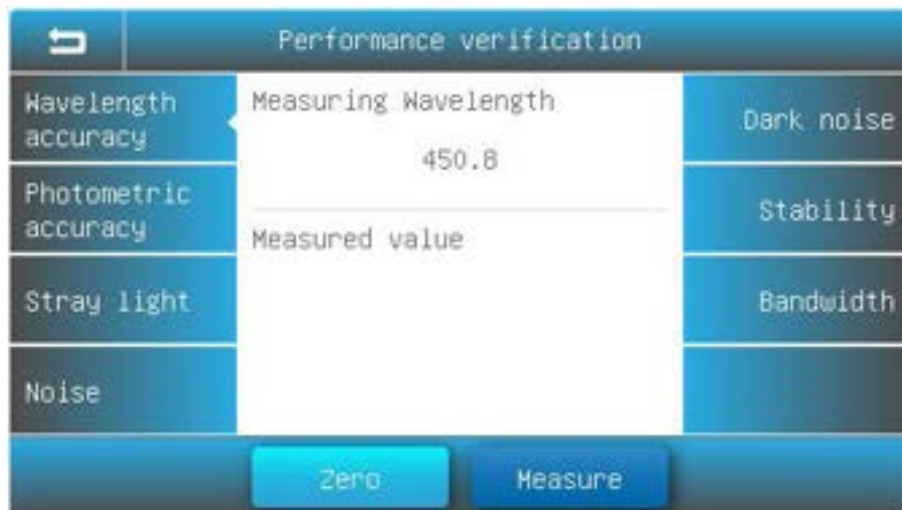 Performance verification
Wavelength
accuracy
Photometric
accuracy
Stray light
Noise
Measuring Wavelength
450.8
Measured value
Dark noise
Stability
Bandwidth
Zero
Measure